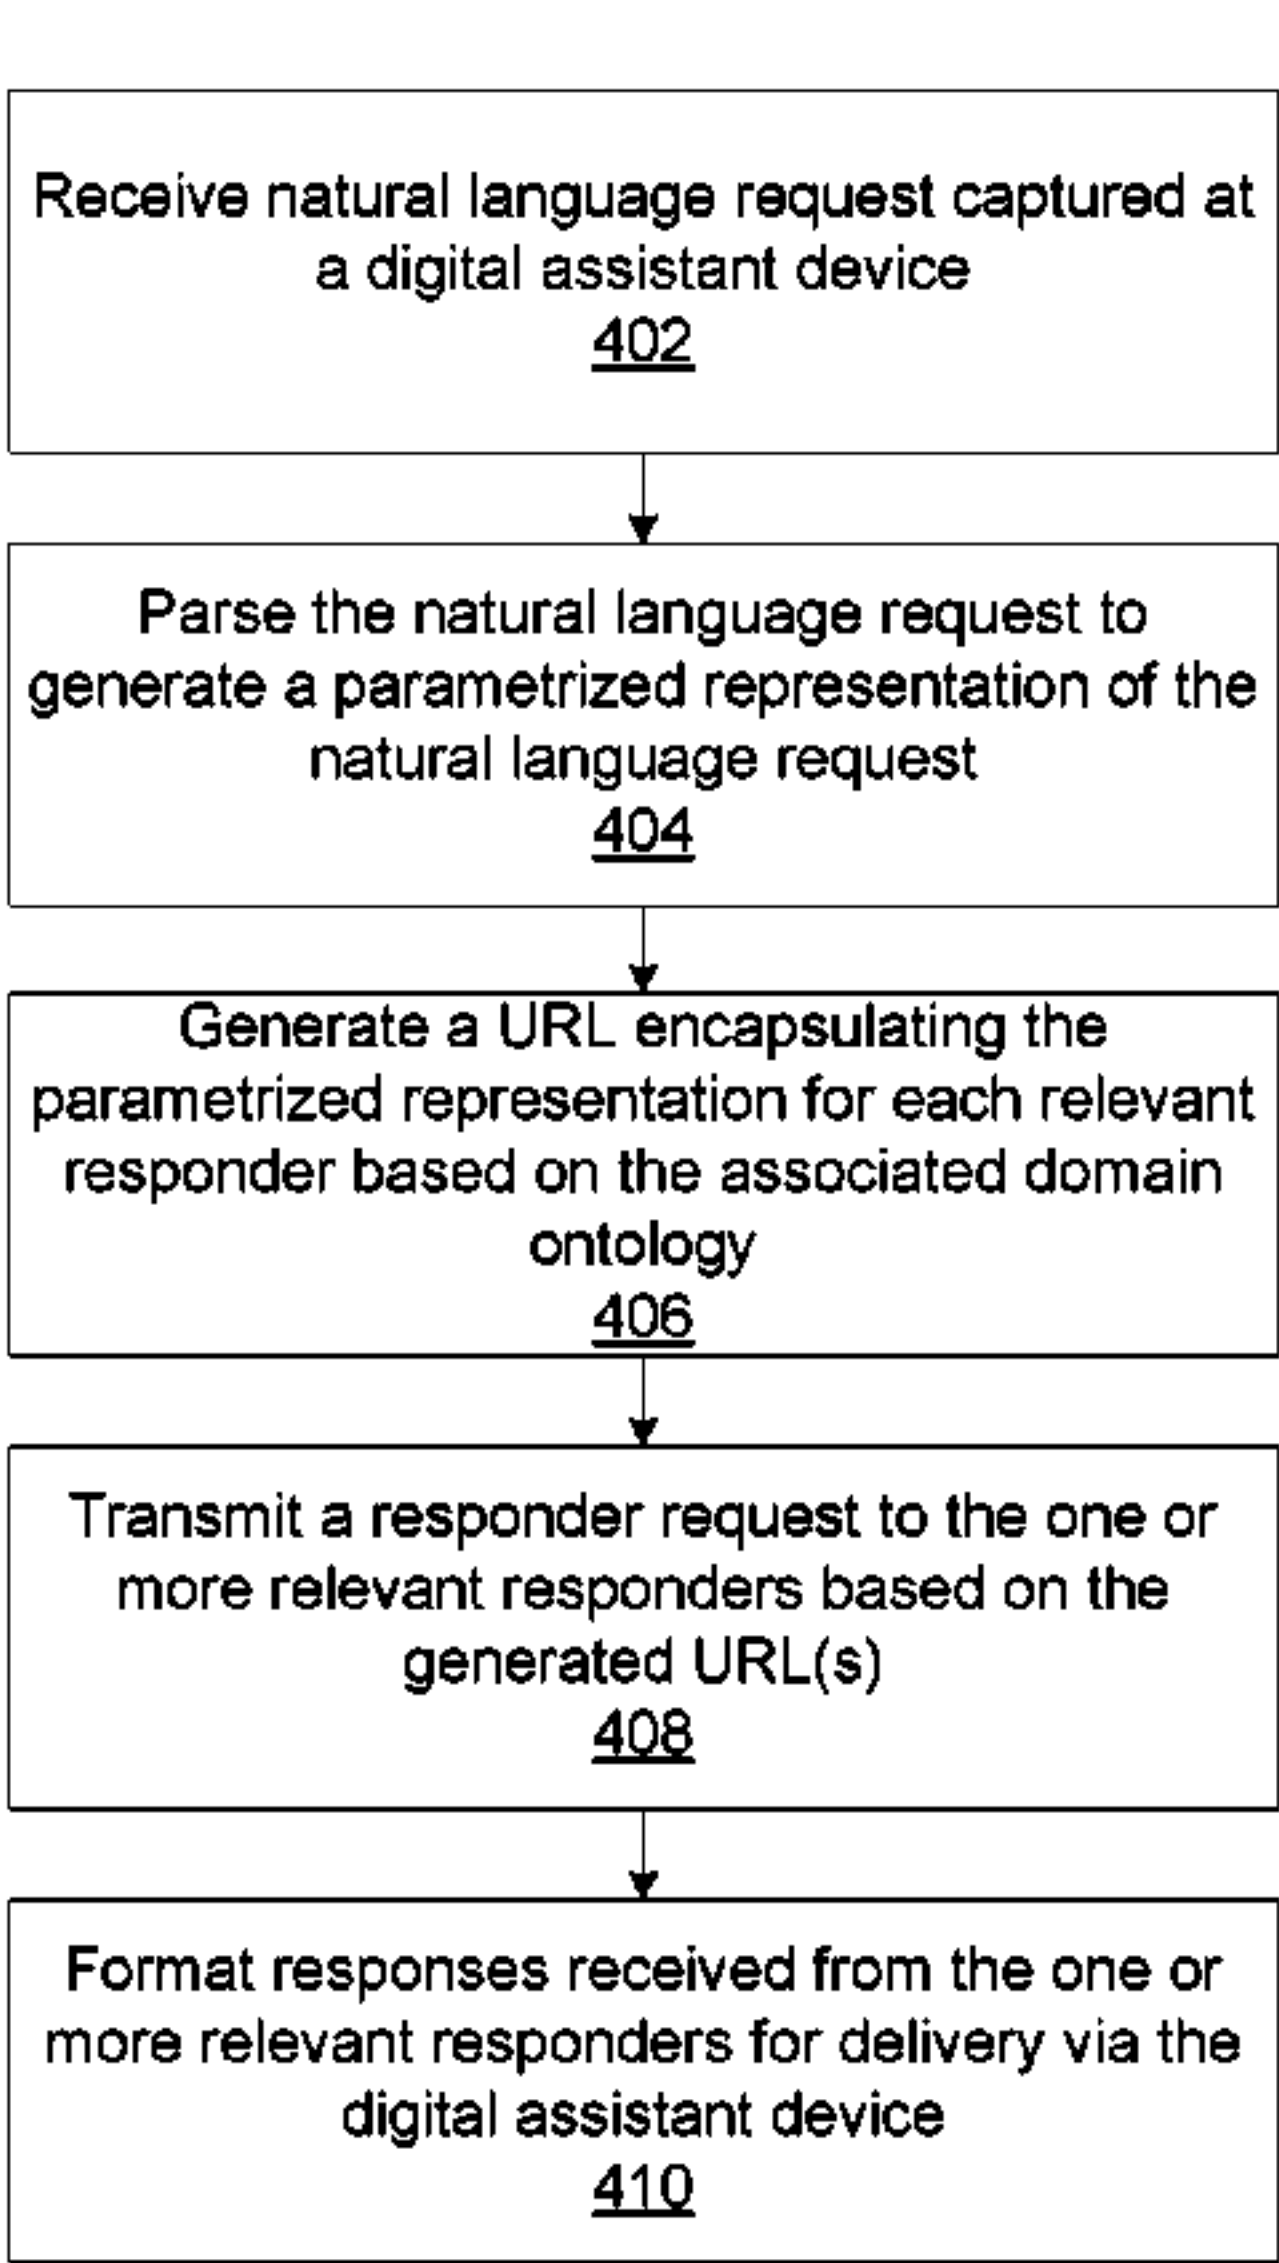 Receive natural language request captured at
a digital assistant device
402
Parse the natural language request to
generate a parametrized representation of the
natural language request
404
Generate a URL encapsulating the
parametrized representation for each relevant
responder based on the associated domain
ontology
406
Transmit a responder request to the one or
more relevant responders based on the
generated URL(s)
408
Format responses received from the one or
more relevant responders for delivery via the
digital assistant device
410